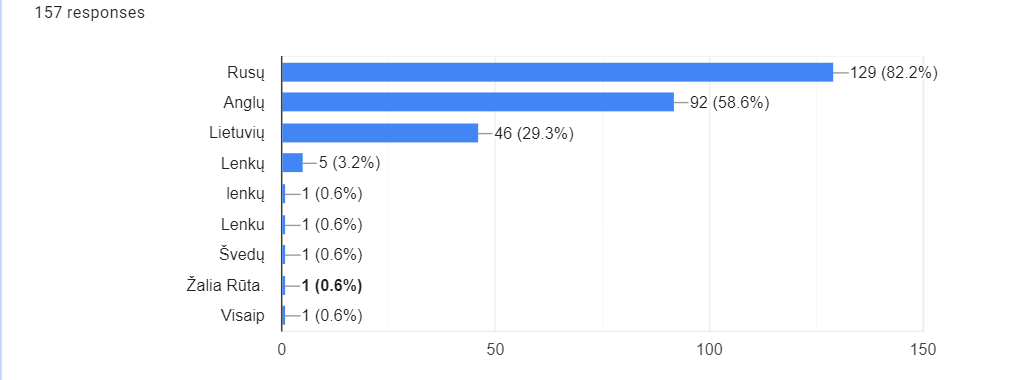 157 responses
Rusų 129 (82.2%)
Anglų 92 (58.6%)
Lietuvių 46 (29.3%)
Lenkų 5 (3.2%)
lenkų 1 (0.6%)
Lenku 1 (0.6%)
Švedų 1 (0.6%)
Žalia Rūta. 1 (0.6%)
Visaip 1 (0.6%)
0 50 100 150